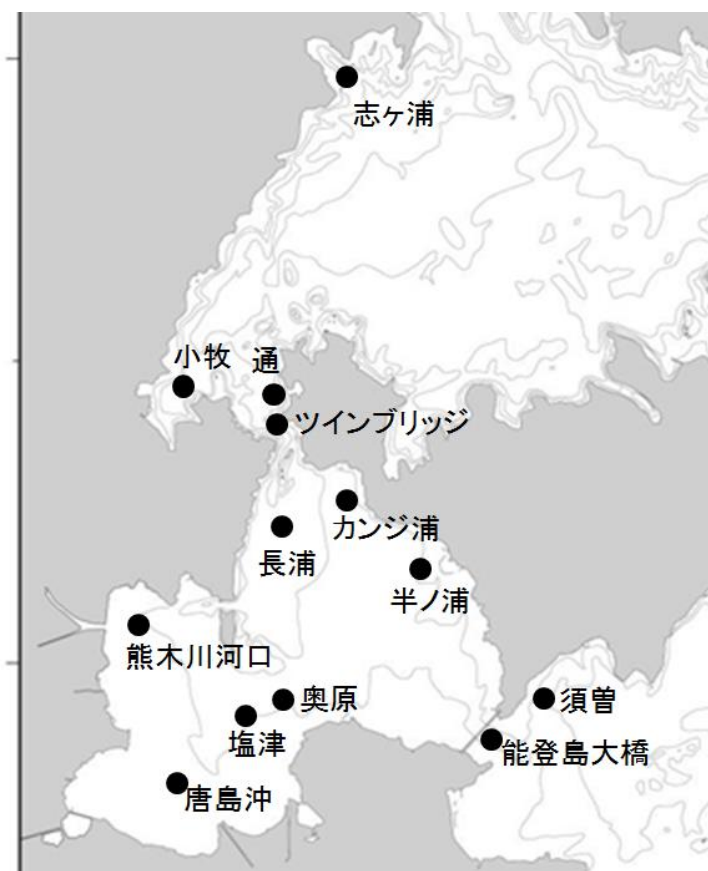 志ヶ浦
小牧
通
ツインブリッジ
カンジ浦
長浦
半ノ浦
熊木川河口
奥原
須曽
塩津
能登島大橋
唐島沖